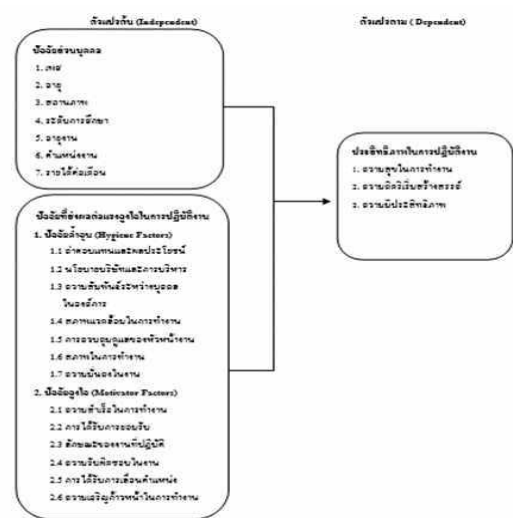 ตัวแปรต้น (Independent)
ตัวแปรตาม ( Dependent)
ปัจจัยส่วนบุคคล
1. เพศ
2. อายุ
3. สถานภาพ
4. ระดับการศึกษา
5. อายุงาน
6. ตำแหน่งงาน
7. รายได้ต่อเดือน
ปัจจัยที่ส่งผลต่อแรงจูงใจในการปฏิบัติงาน
1. ปัจจัยค้ำจุน (Hygiene Factors)
1.1 ค่าตอบแทนและผลประโยชน์
1.2 นโยบายบริษัทและการบริหาร
1.3 ความสัมพันธ์ระหว่างบุคคล
ในองค์การ
1.4 สภาพแวดล้อมในการทำงาน
1.5 การควบคุมดูแลของหัวหน้างาน
1.6 สภาพในการทำงาน
1.7 ความมั่นคงในงาน
2. ปัจจัยจูงใจ (Motivator Factors)
2.1 ความสำเร็จในการทำงาน
2.2 การได้รับการยอมรับ
2.3 ลักษณะของงานที่ปฏิบัติ
2.4 ความรับผิดชอบในงาน
2.5 การได้รับการเลื่อนตำแหน่ง
2.6 ความเจริญก้าวหน้าในการทำงาน
ประสิทธิภาพในการปฏิบัติงาน
1. ความสุขในการทำงาน
2. ความคิดริเริ่มสร้างสรรค์
3. ความมีประสิทธิภาพ